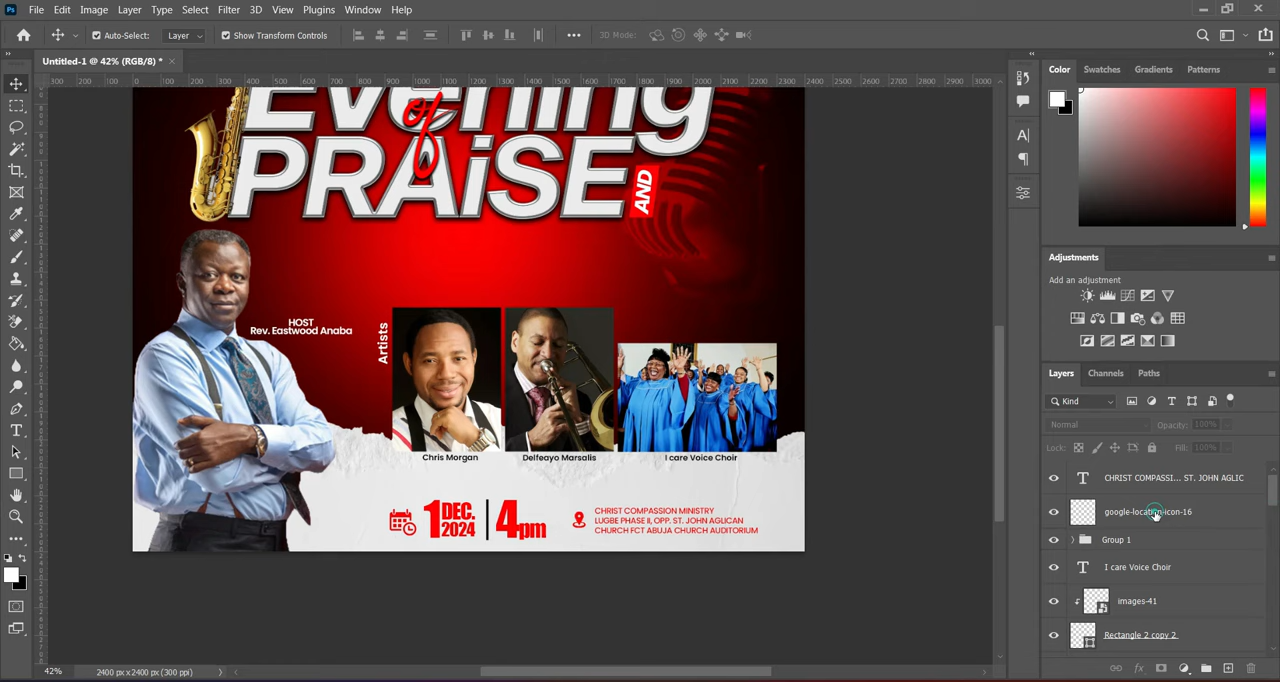 Ps File Edit Image Layer Type Select Filter 3D View Plugins Window Help
Auto-Select: Layer Show Transform Controls 3D Mode:
Untitled-1 @ 42% (RGB/8) *
Evening
of
PRAiSE
AND
HOST
Rev. Eastwood Anaba
Artists
Chris Morgan Delfeayo Marsalis I care Voice Choir
1 DEC. 2024 4pm
CHRIST COMPASSION MINISTRY
LUGBE PHASE II, OPP. ST. JOHN AGLICAN
CHURCH FCT ABUJA CHURCH AUDITORIUM
42% 2400 px x 2400 px (300 ppi)
Color Swatches Gradients Patterns
Adjustments
Add an adjustment
Layers Channels Paths
Kind
Normal Opacity: 100%
Lock: Fill: 100%
CHRIST COMPASSI... ST. JOHN AGLIC
google-location-icon-16
Group 1
I care Voice Choir
images-41
Rectangle 2 copy 2